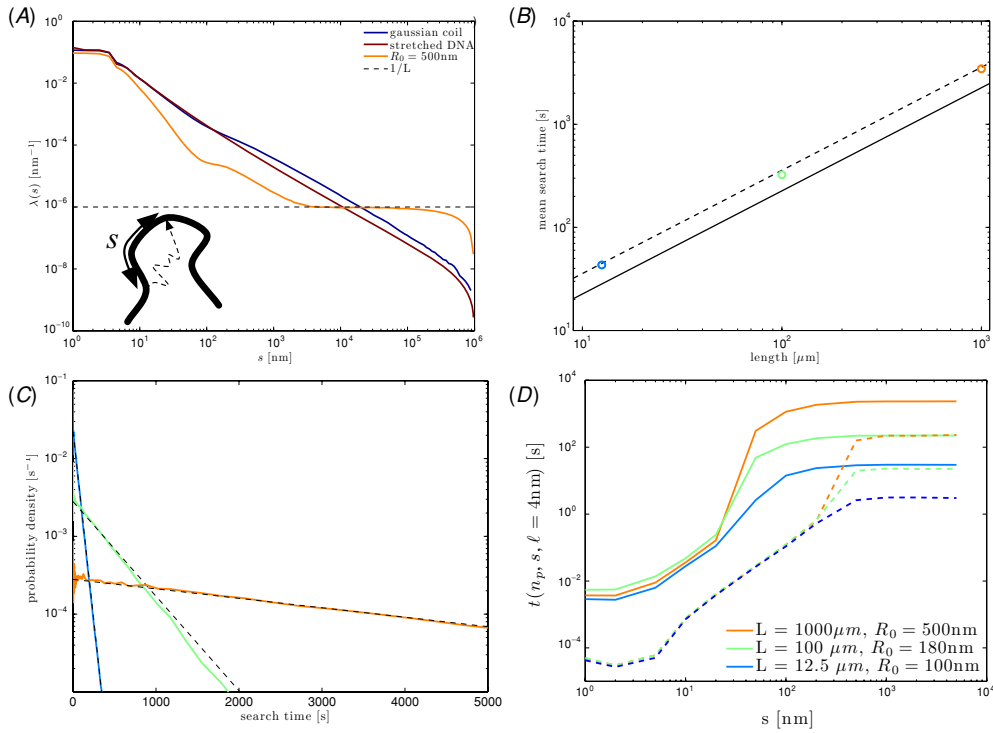 (A)
10^0
10^-2
10^-4
10^-6
10^-8
10^-10
λ(s) [nm^-1]
gaussian coil
stretched DNA
R_0 = 500nm
1/L
S
10^0 10^1 10^2 10^3 10^4 10^5 10^6
s [nm]
(B)
10^4
10^3
10^2
10^1
mean search time [s]
10^1 10^2 10^3
length [μm]
(C)
10^-1
10^-2
10^-3
10^-4
probability density [s^-1]
0 1000 2000 3000 4000 5000
search time [s]
(D)
10^4
10^2
10^0
10^-2
10^-4
t(n_p, s, ℓ = 4nm) [s]
L = 1000μm, R_0 = 500nm
L = 100 μm, R_0 = 180nm
L = 12.5 μm, R_0 = 100nm
10^0 10^1 10^2 10^3 10^4
s [nm]